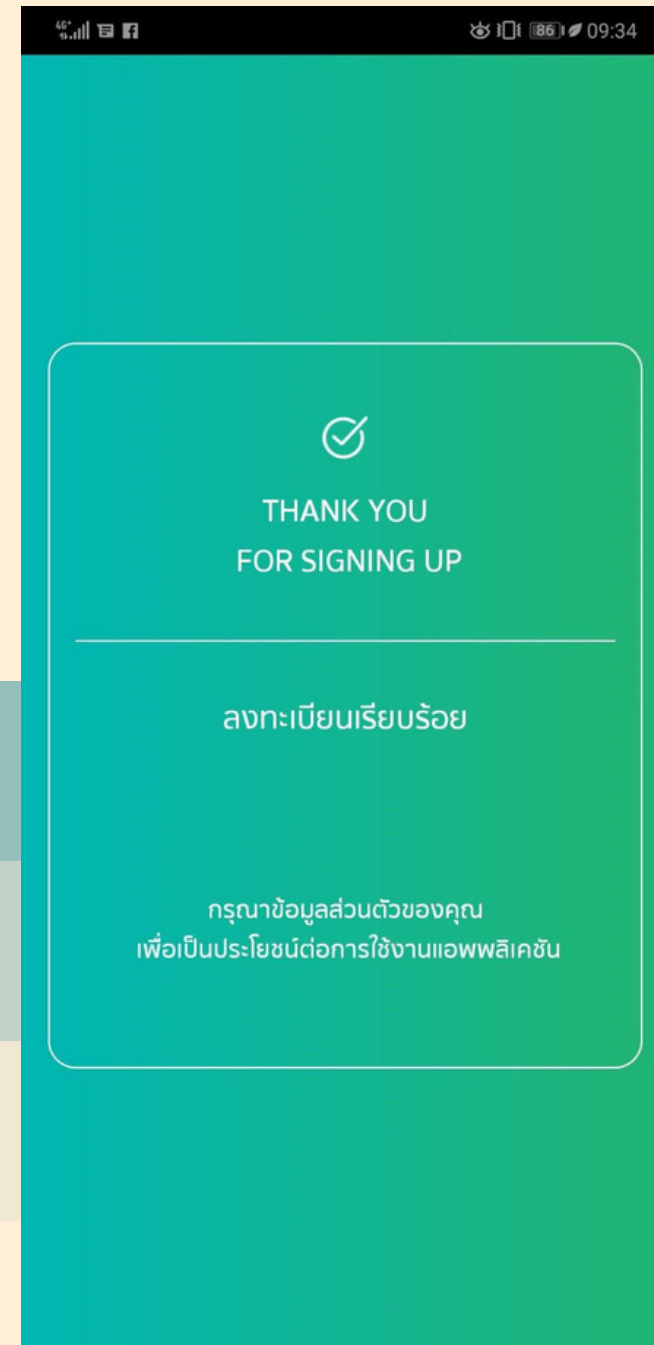 4G+ 86 09:34
THANK YOU
FOR SIGNING UP
ลงทะเบียนเรียบร้อย
กรุณาข้อมูลส่วนตัวของคุณ
เพื่อเป็นประโยชน์ต่อการใช้งานแอพพลิเคชัน